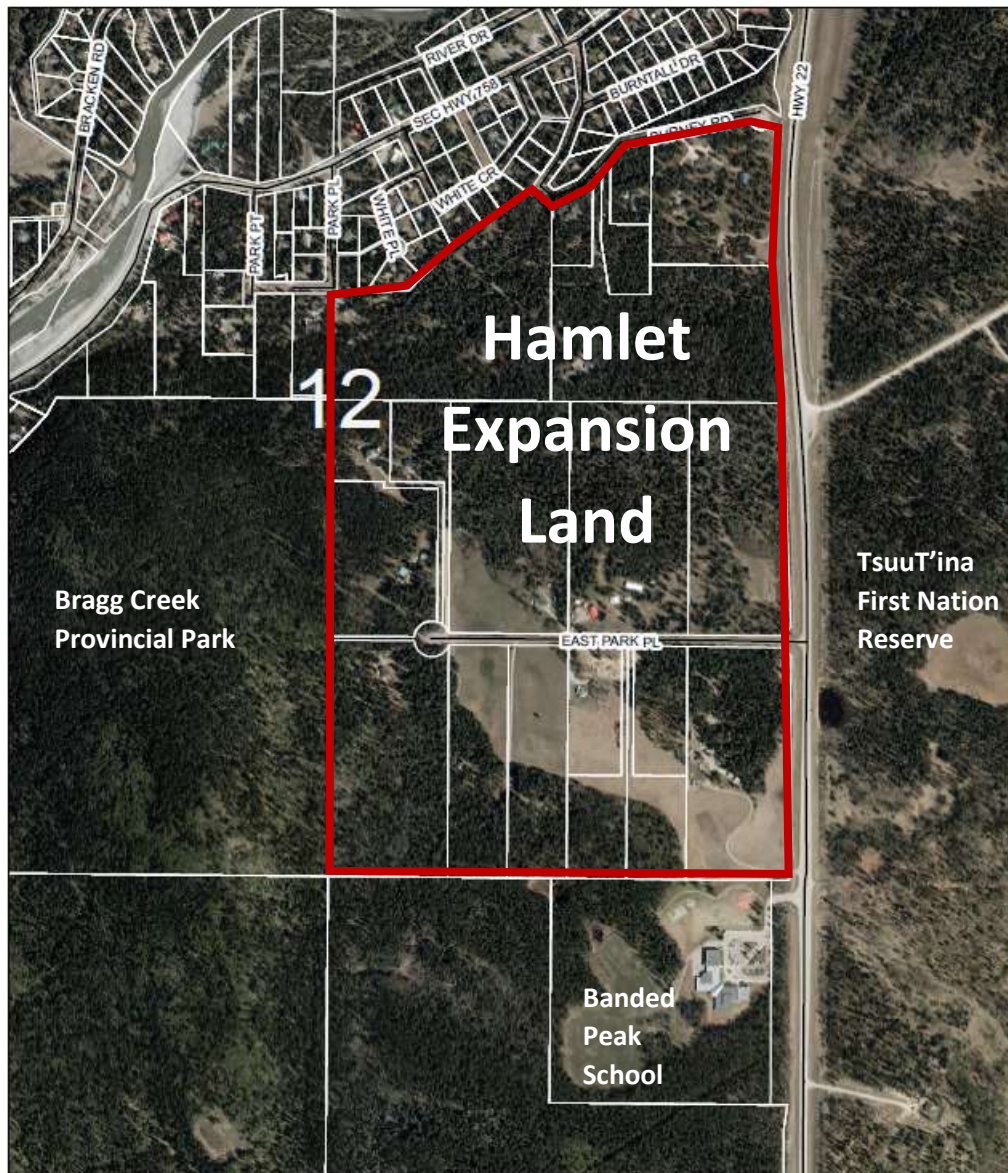 BRACKEN RD
RIVER DR
SEC HWY 758
BURNTALL DR
HWY 22
BURNEY RD
PARK PT
PARK PL
WHITE PL
WHITE CR
Hamlet
12
Expansion
Land
Bragg Creek
Provincial Park
TsuuT’ina
First Nation
Reserve
EAST PARK PL
Banded
Peak
School